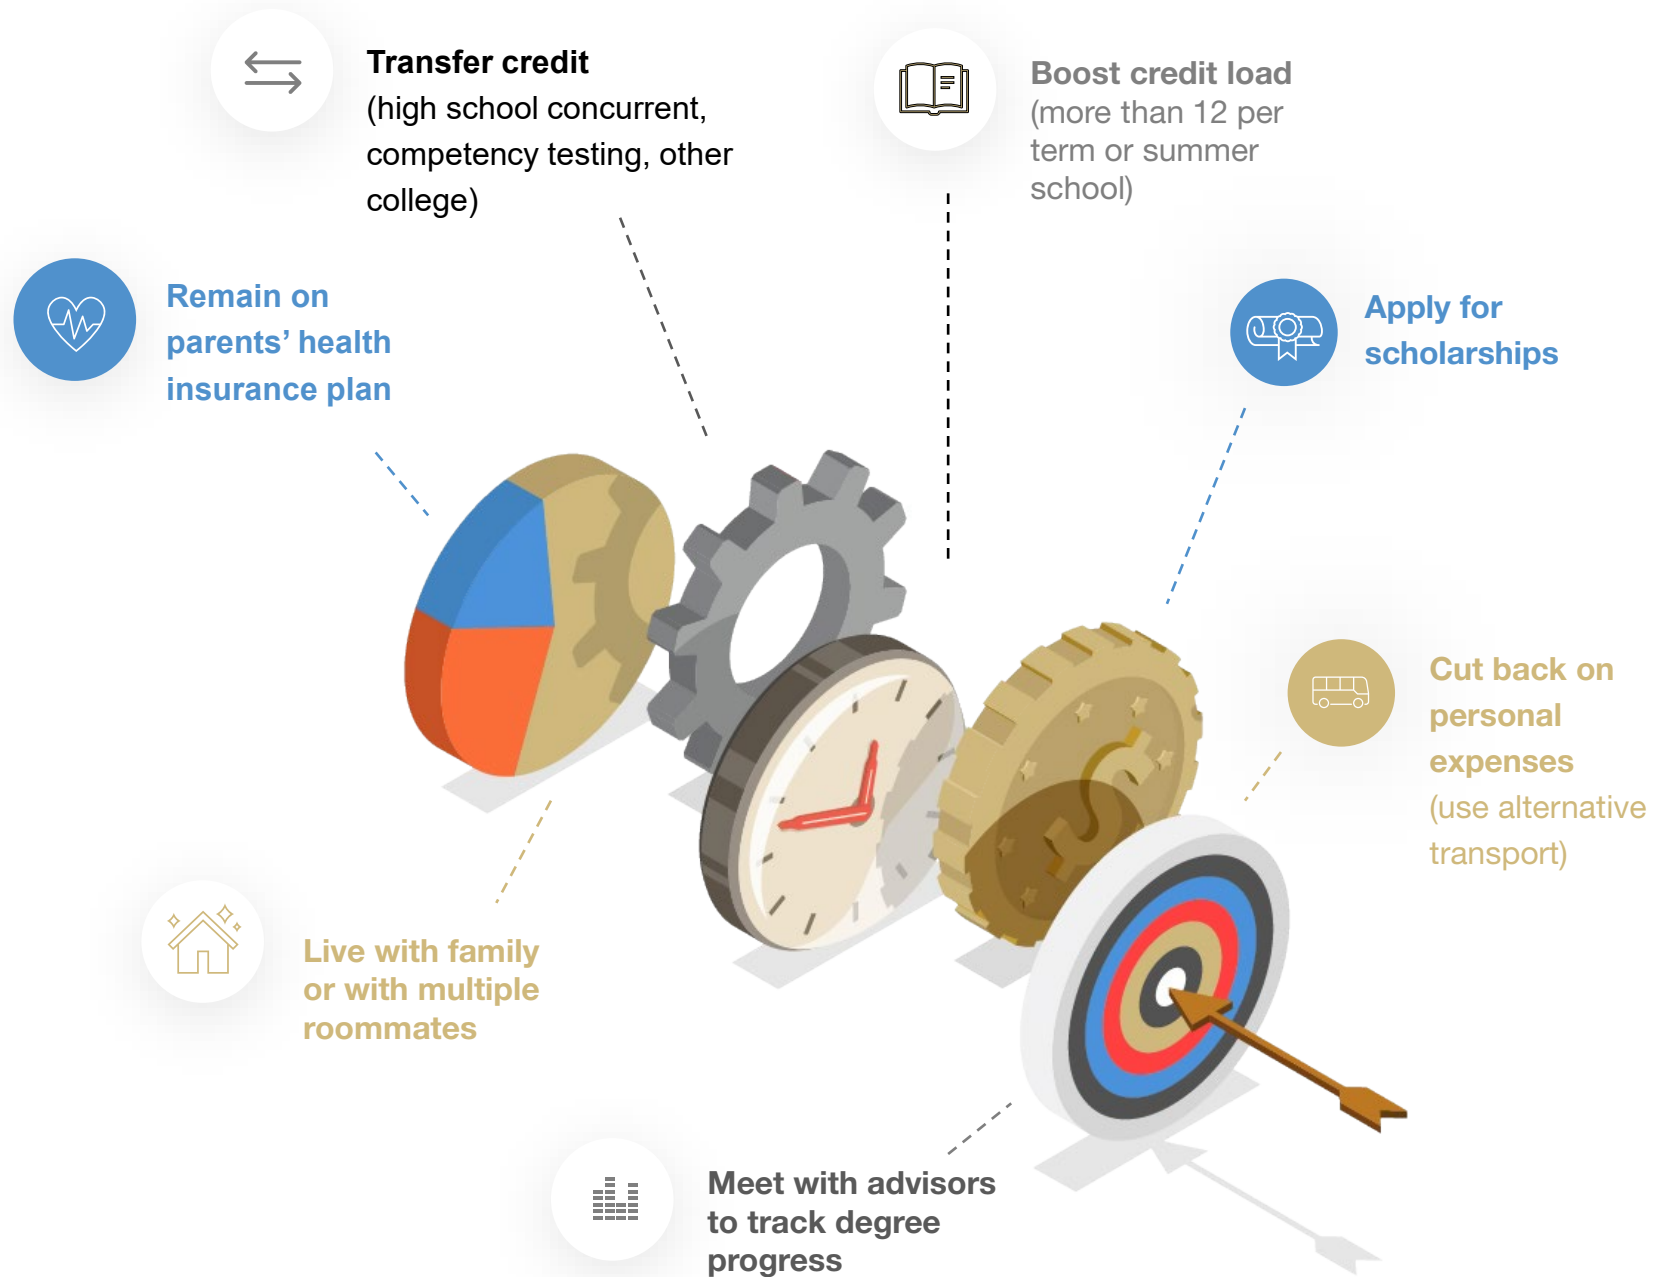 Transfer credit
(high school concurrent,
competency testing, other
college)
Boost credit load
(more than 12 per
term or summer
school)
Remain on
parents’ health
insurance plan
Apply for
scholarships
Cut back on
personal
expenses
(use alternative
transport)
Live with family
or with multiple
roommates
Meet with advisors
to track degree
progress